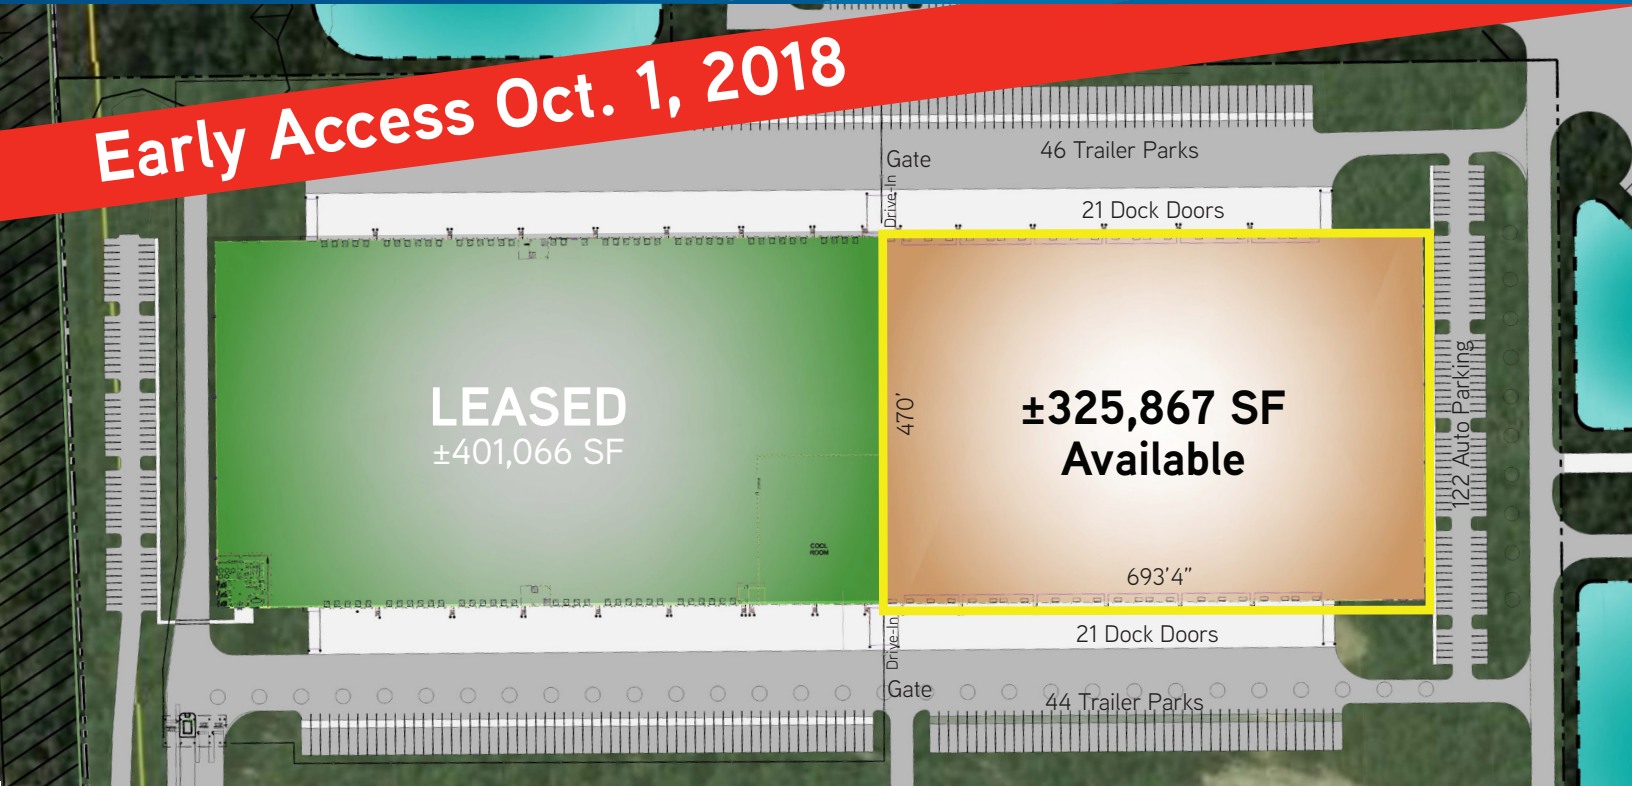 Early Access Oct. 1, 2018
46 Trailer Parks
Gate
Drive-In
21 Dock Doors
LEASED
±401,066 SF
470'
±325,867 SF
Available
122 Auto Parking
COOL
ROOM
693'4"
21 Dock Doors
Drive-In
Gate
44 Trailer Parks